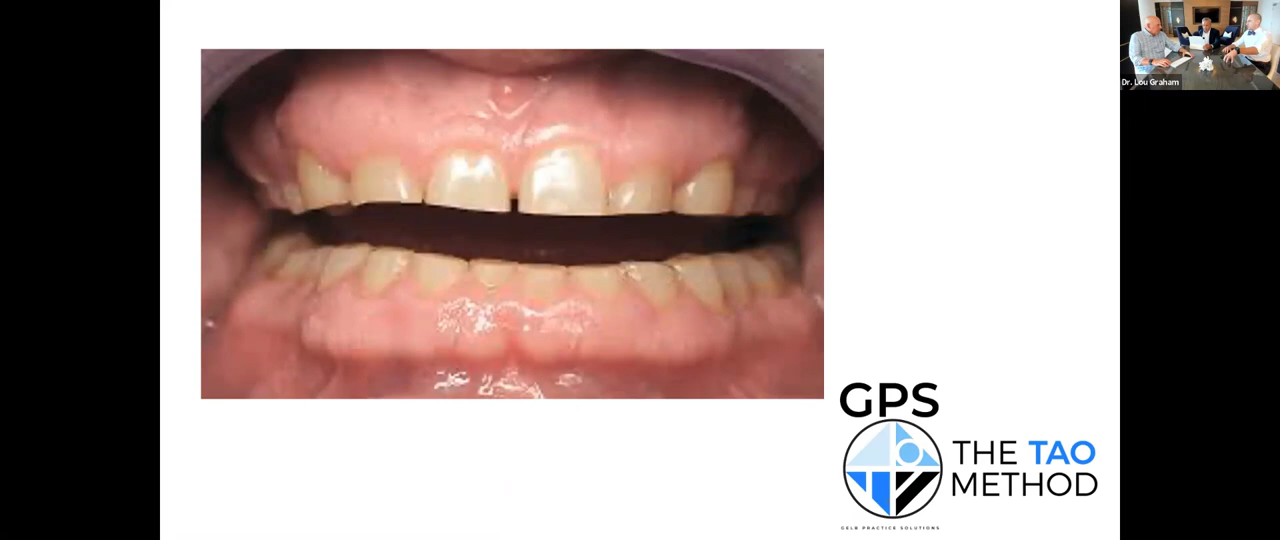 Dr. Lou Graham
GPS
THE TAO
METHOD
GELB PRACTICE SOLUTIONS